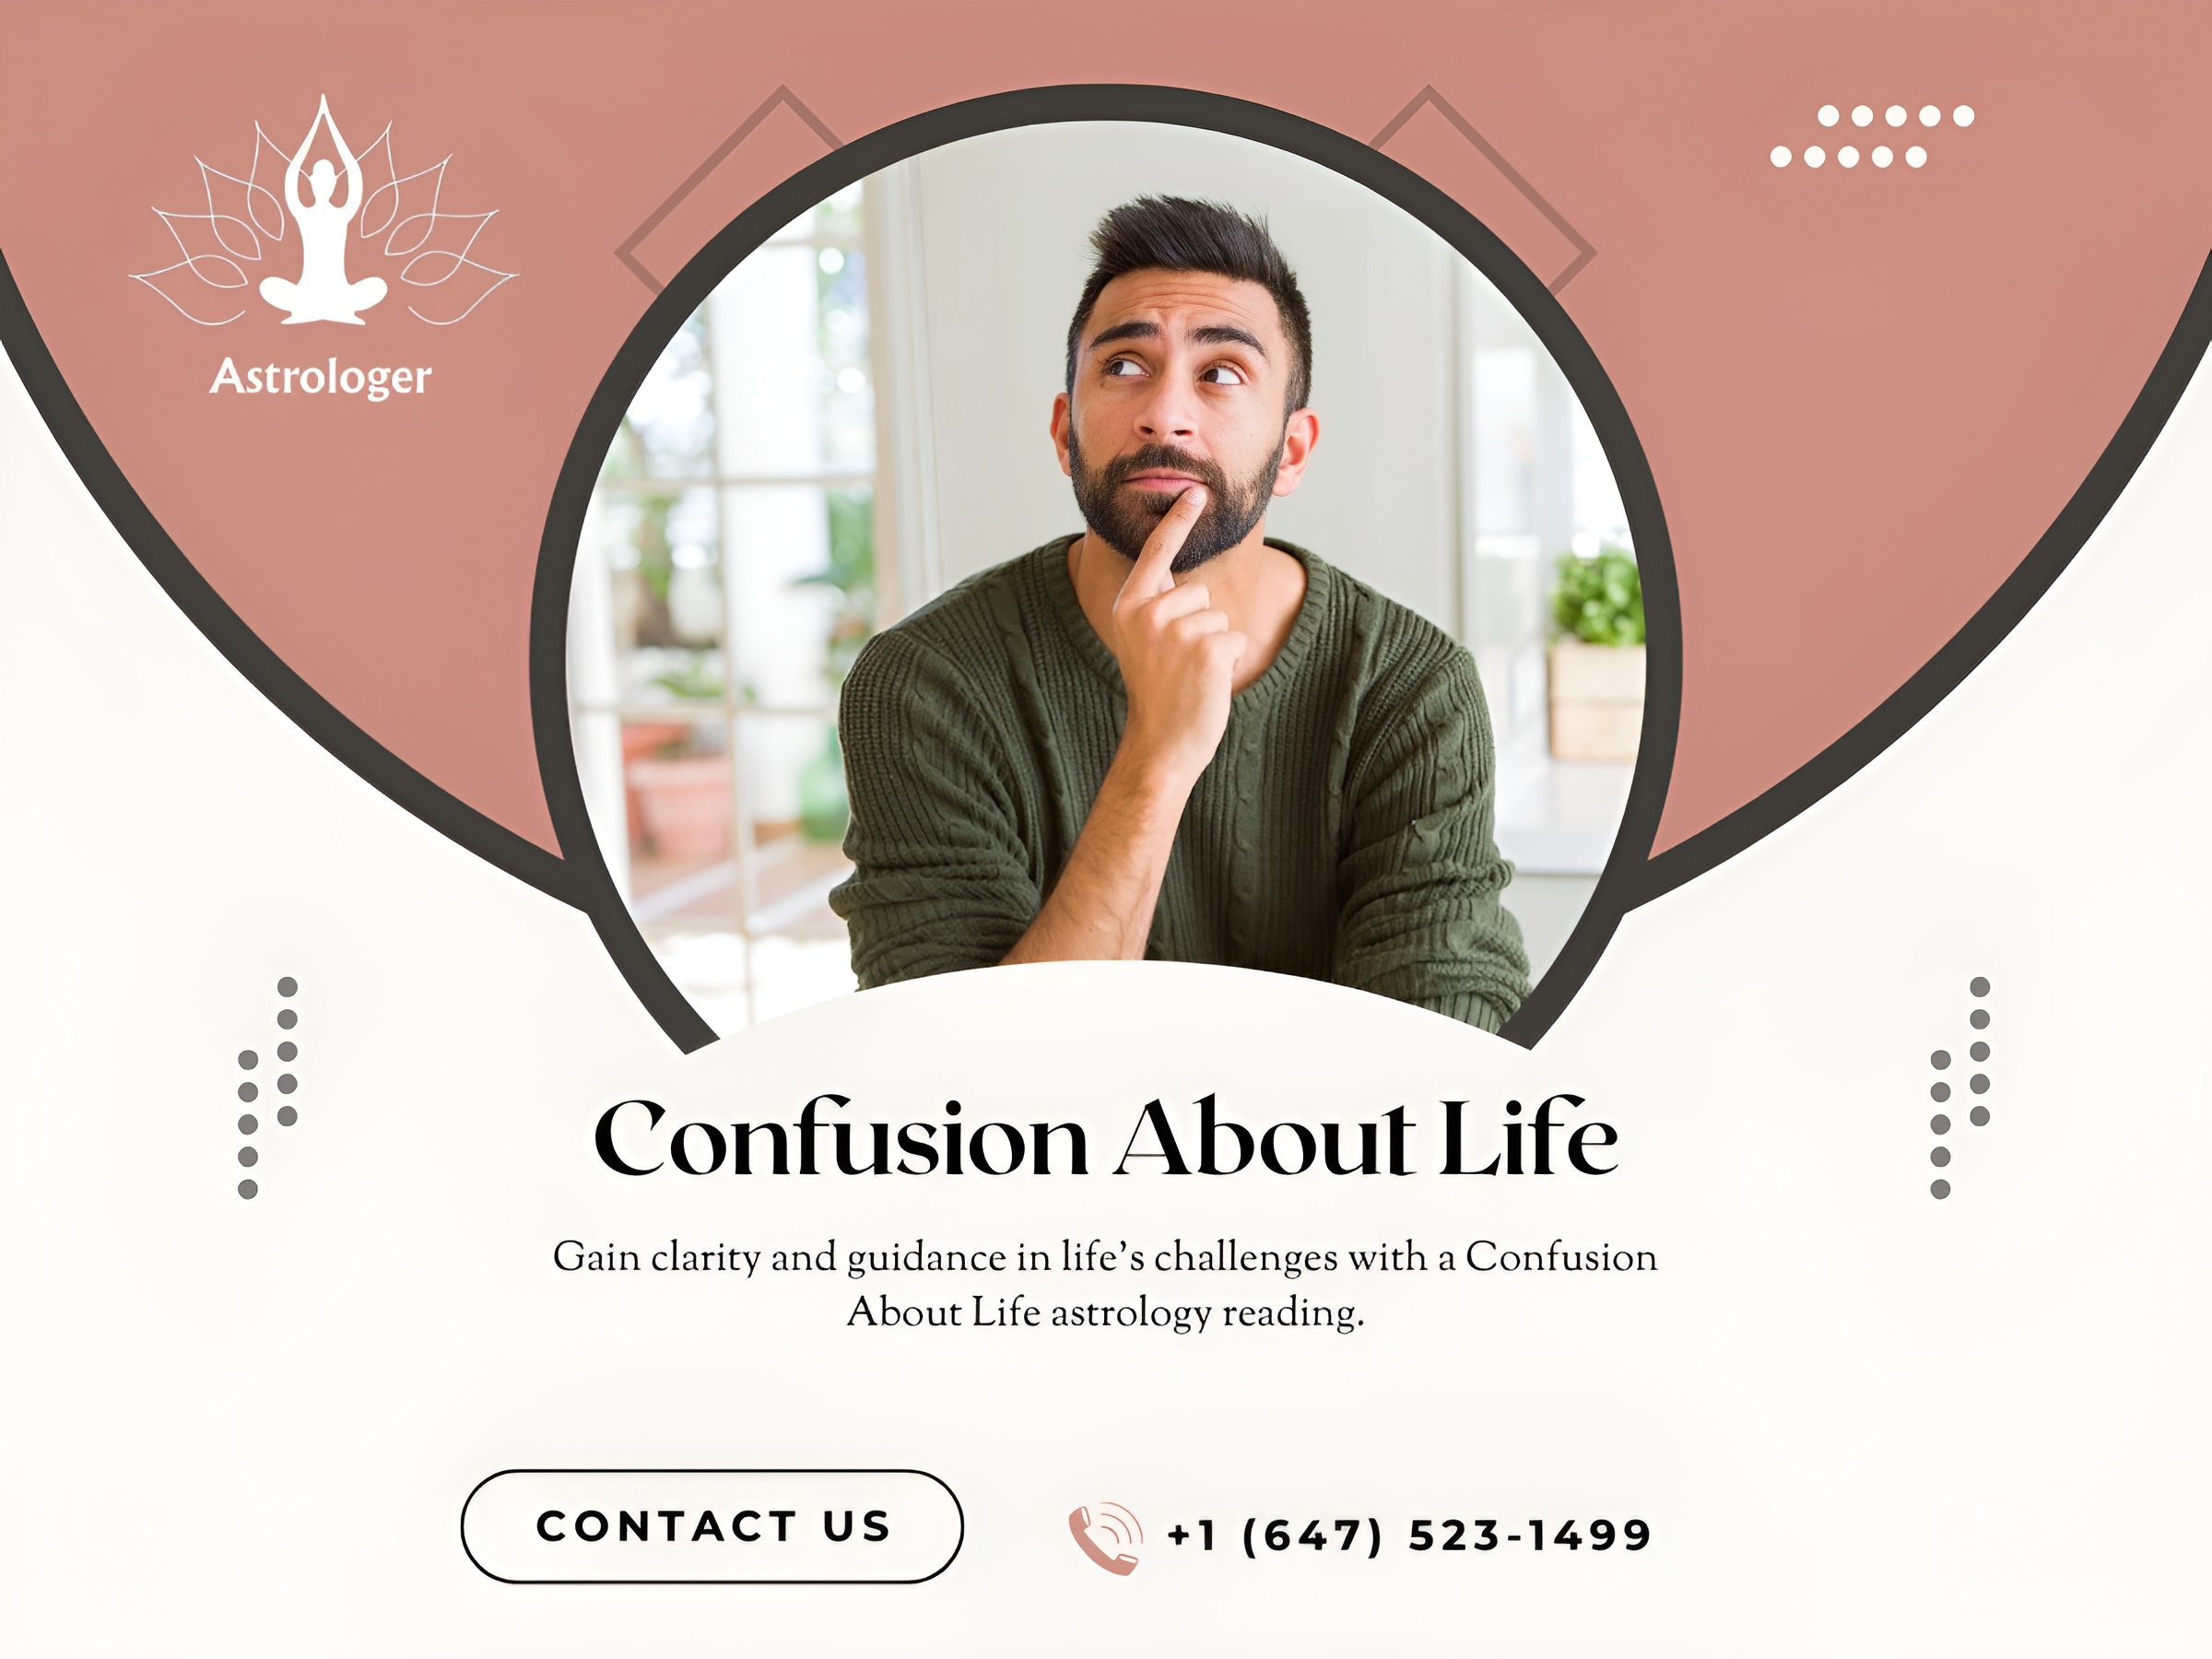 Astrologer
Confusion About Life
Gain clarity and guidance in life’s challenges with a Confusion
About Life astrology reading.
CONTACT US
+1 (647) 523-1499